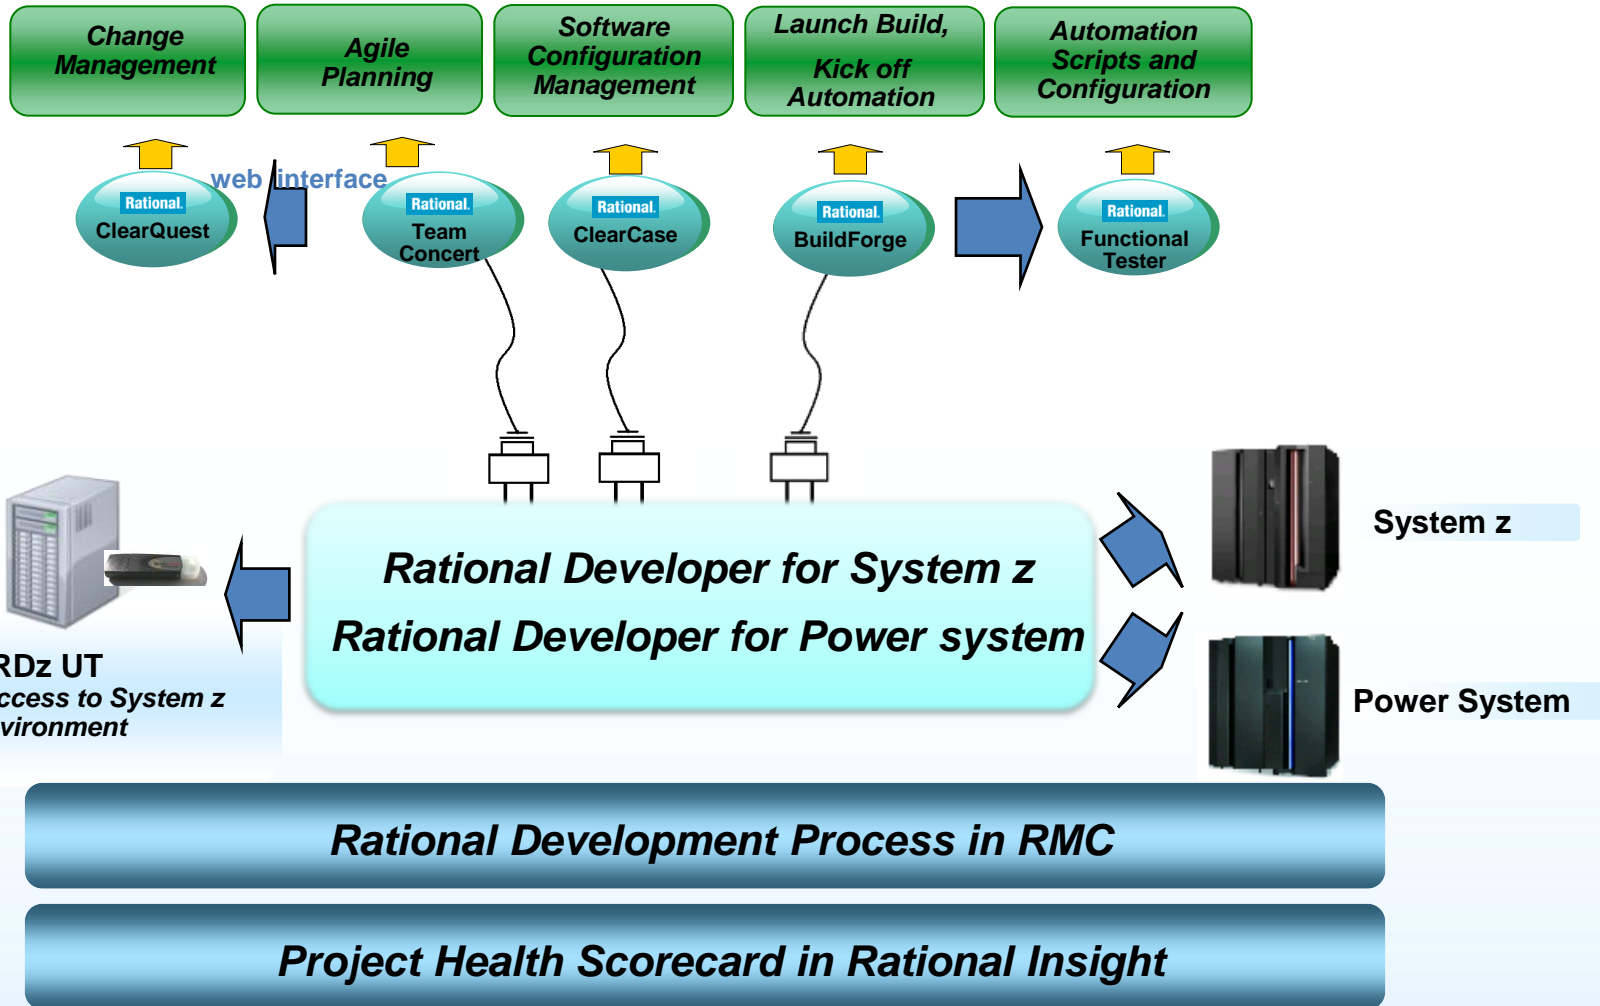 Change
Management
Agile
Planning
Software
Configuration
Management
Launch Build,
Kick off
Automation
Automation
Scripts and
Configuration
web interface
Rational.
ClearQuest
Rational.
Team
Concert
Rational.
ClearCase
Rational.
BuildForge
Rational.
Functional
Tester
Rational Developer for System z
Rational Developer for Power system
System z
Power System
RDz UT
ccess to System z
vironment
Rational Development Process in RMC
Project Health Scorecard in Rational Insight